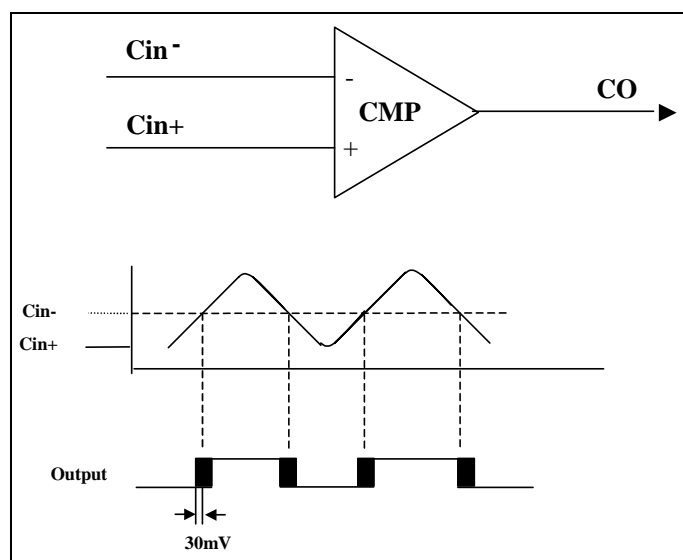 Cin-
CO
-
CMP
Cin+
+
Cin-
Cin+
Output
30mV